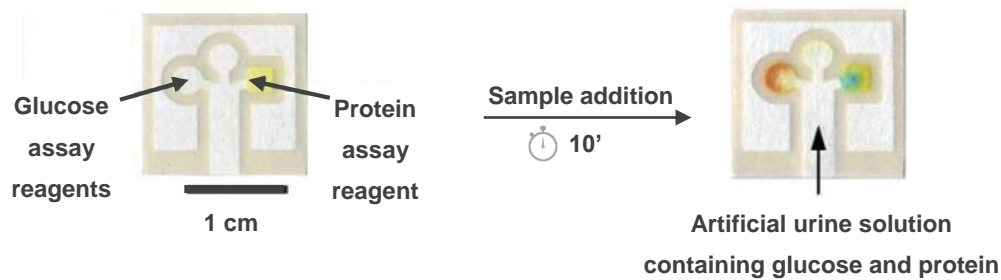 Glucose
assay
reagents
Protein
assay
reagent
1 cm
Sample addition
10’
Artificial urine solution
containing glucose and protein